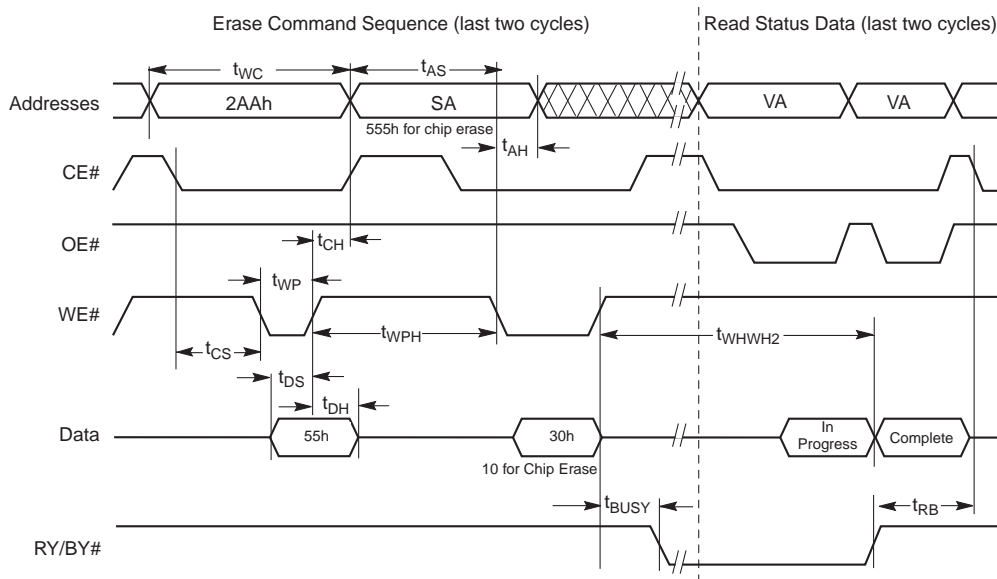 Erase Command Sequence (last two cycles)
Read Status Data (last two cycles)
tWC
tAS
Addresses
2AAh
SA
VA
VA
555h for chip erase
tAH
CE#
OE#
tCH
tWP
WE#
tWPH
tWHWH2
tCS
tDS
tDH
Data
55h
30h
In
Progress
Complete
10 for Chip Erase
tBUSY
tRB
RY/BY#